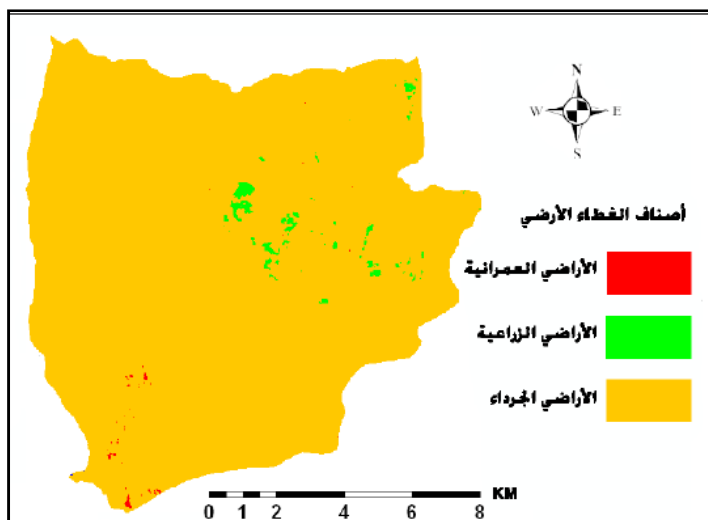 N
W E
S
أصناف الغطاء الأرضي
الأراضي العمرانية
الأراضي الزراعية
الأراضي الجرداء
KM
0 1 2 4 6 8